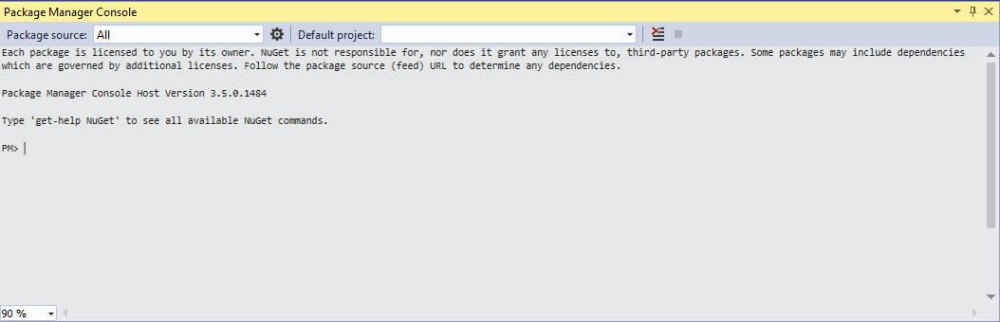 Package Manager Console
Package source: All Default project:
Each package is licensed to you by its owner. NuGet is not responsible for, nor does it grant any licenses to, third-party packages. Some packages may include dependencies
which are governed by additional licenses. Follow the package source (feed) URL to determine any dependencies.
Package Manager Console Host Version 3.5.0.1484
Type 'get-help NuGet' to see all available NuGet commands.
PM>
90 %